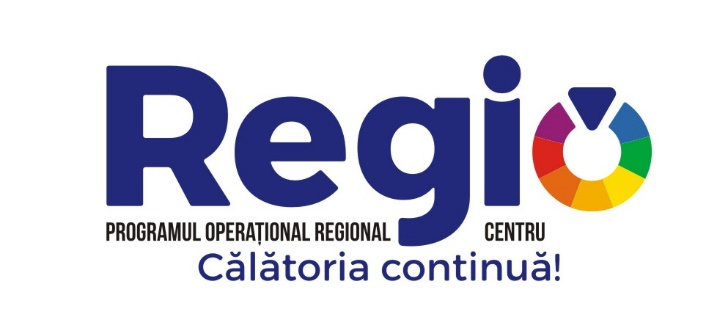 Regio
PROGRAMUL OPERAȚIONAL REGIONAL CENTRU
Călătoria continuă!